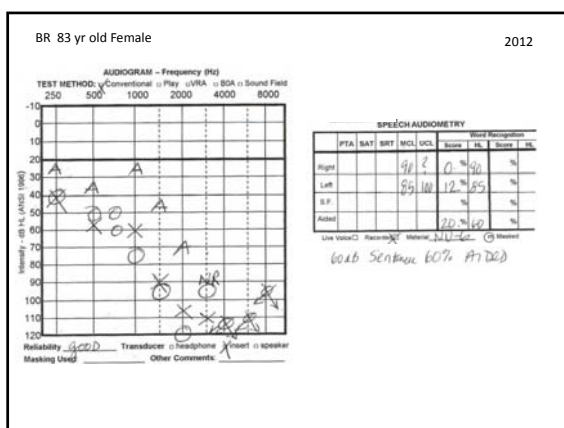 BR 83 yr old Female
2012
AUDIOGRAM – Frequency (Hz)
TEST METHOD: Conventional □ Play □ VRA □ BOA □ Sound Field
250 500 1000 2000 4000 8000
-10
0
10
20
30
40
50
60
70
80
90
100
110
120
Intensity - dB HL (ANSI 1996)
A A A A A
NR
Reliability good Transducer □ headphone X insert □ speaker
Masking Used Other Comments:
SPEECH AUDIOMETRY
Word Recognition
PTA SAT SRT MCL UCL Score HL Score HL
Right 90 ? 0 % 90 %
Left 85 100 12 % 85 %
S.F. % %
Aided 20 % 60 %
Live Voice □ Recorded Material NU-6 Masked
60dB Sentence 60% AIDED